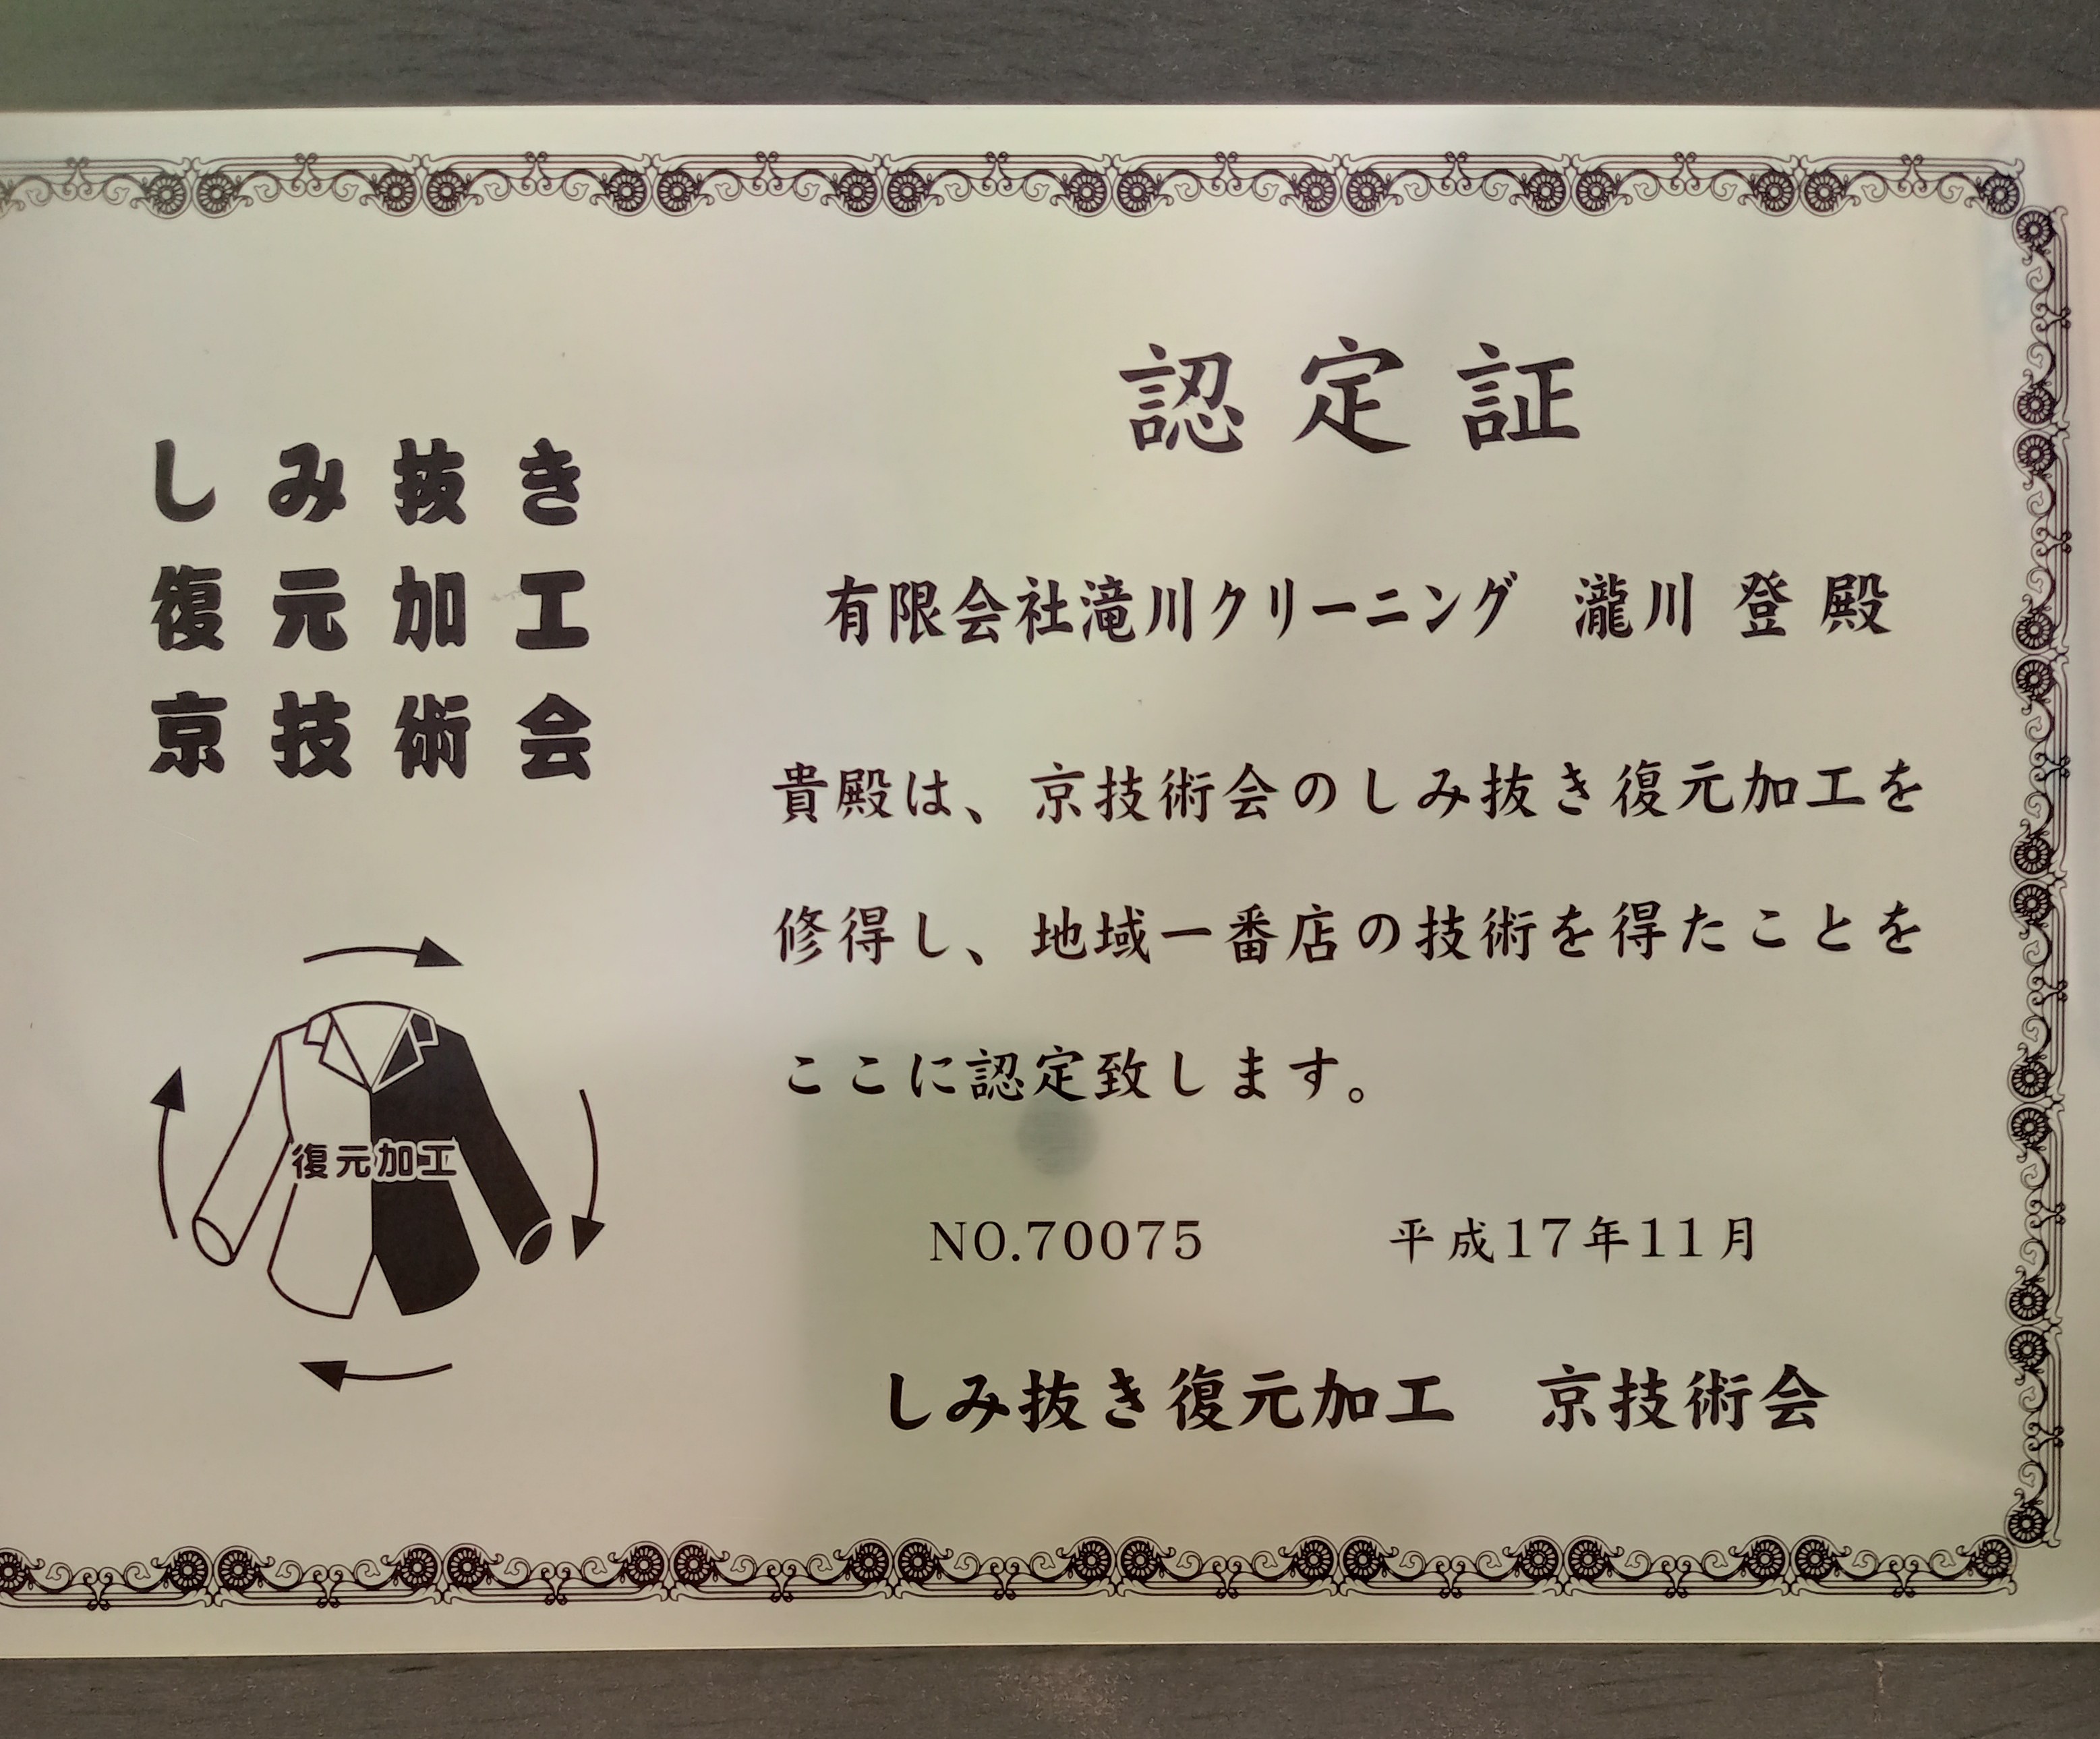 しみ抜き
復元加工
京技術会
復元加工
認定証
有限会社滝川クリーニング　瀧川 登 殿
貴殿は、京技術会のしみ抜き復元加工を
修得し、地域一番店の技術を得たことを
ここに認定致します。
NO.70075　平成17年11月
しみ抜き復元加工　京技術会